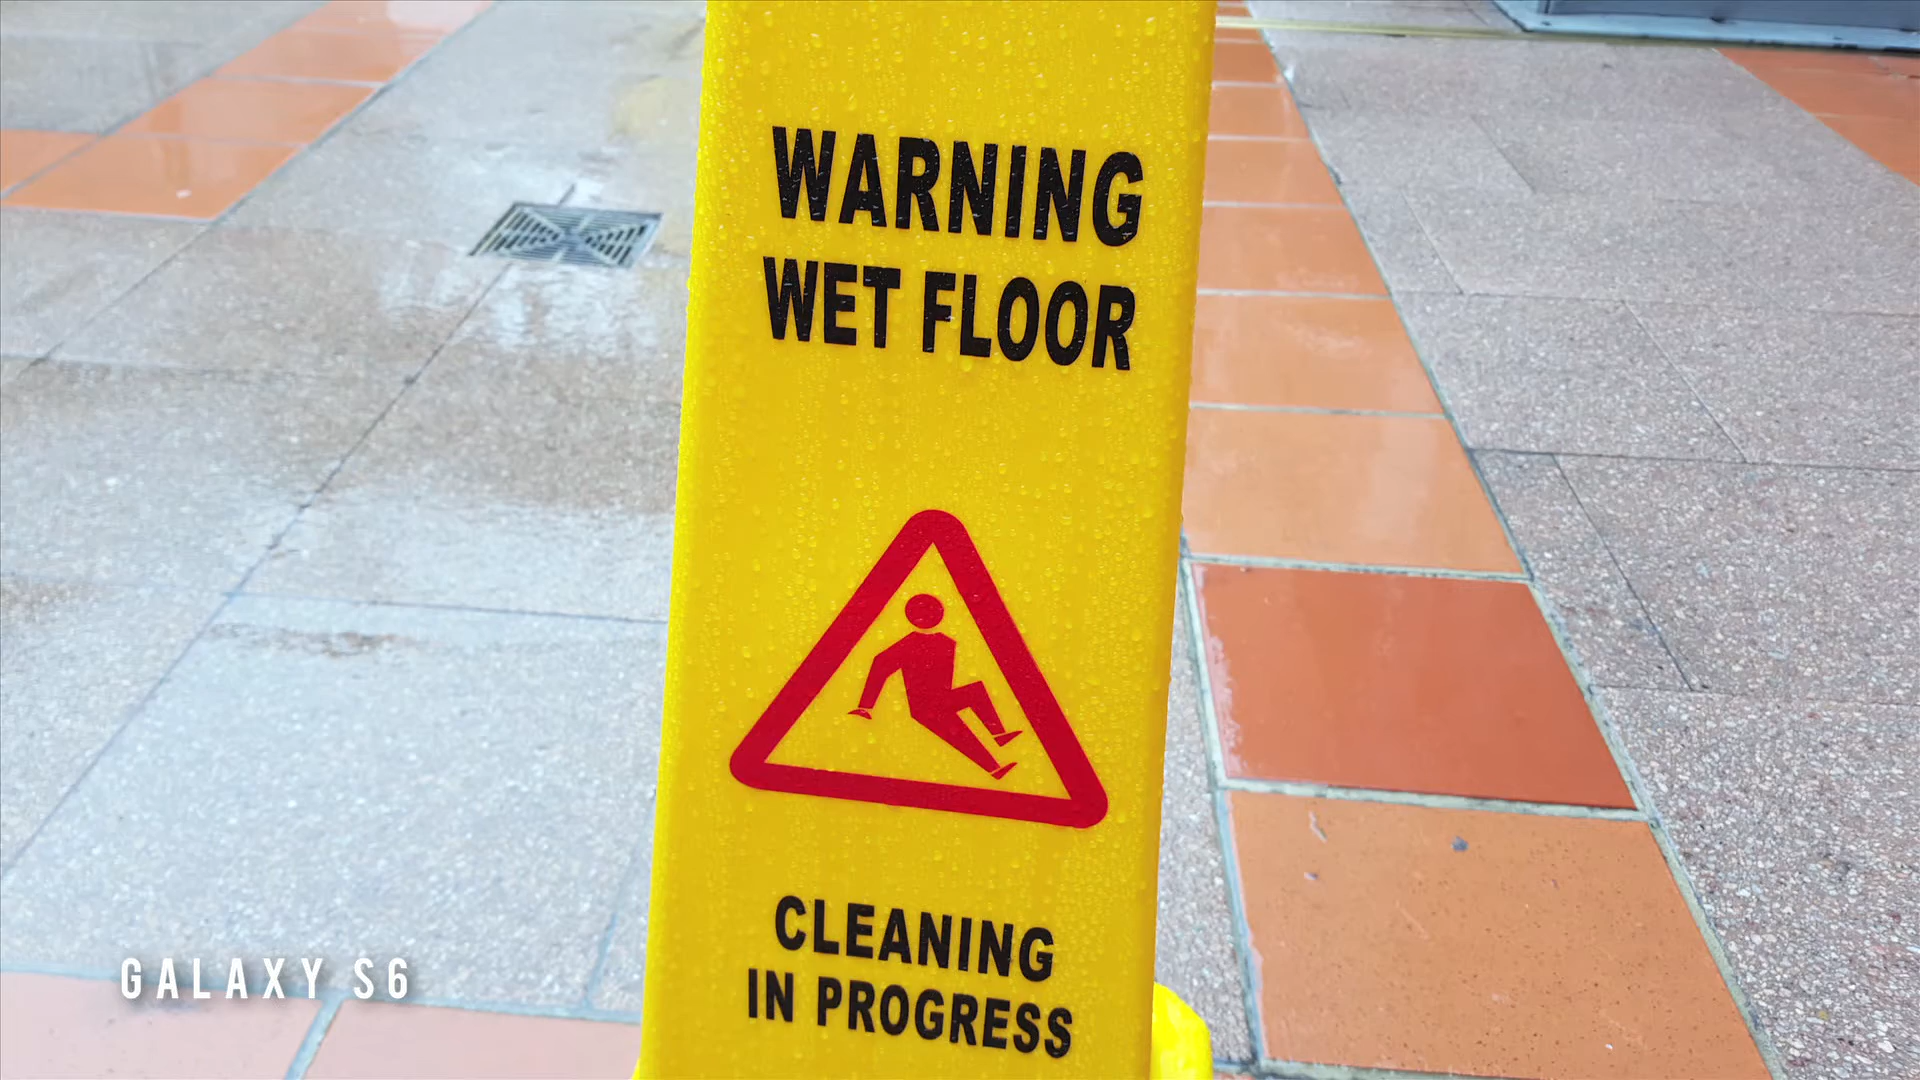 WARNING
WET FLOOR
CLEANING
IN PROGRESS
GALAXY S6